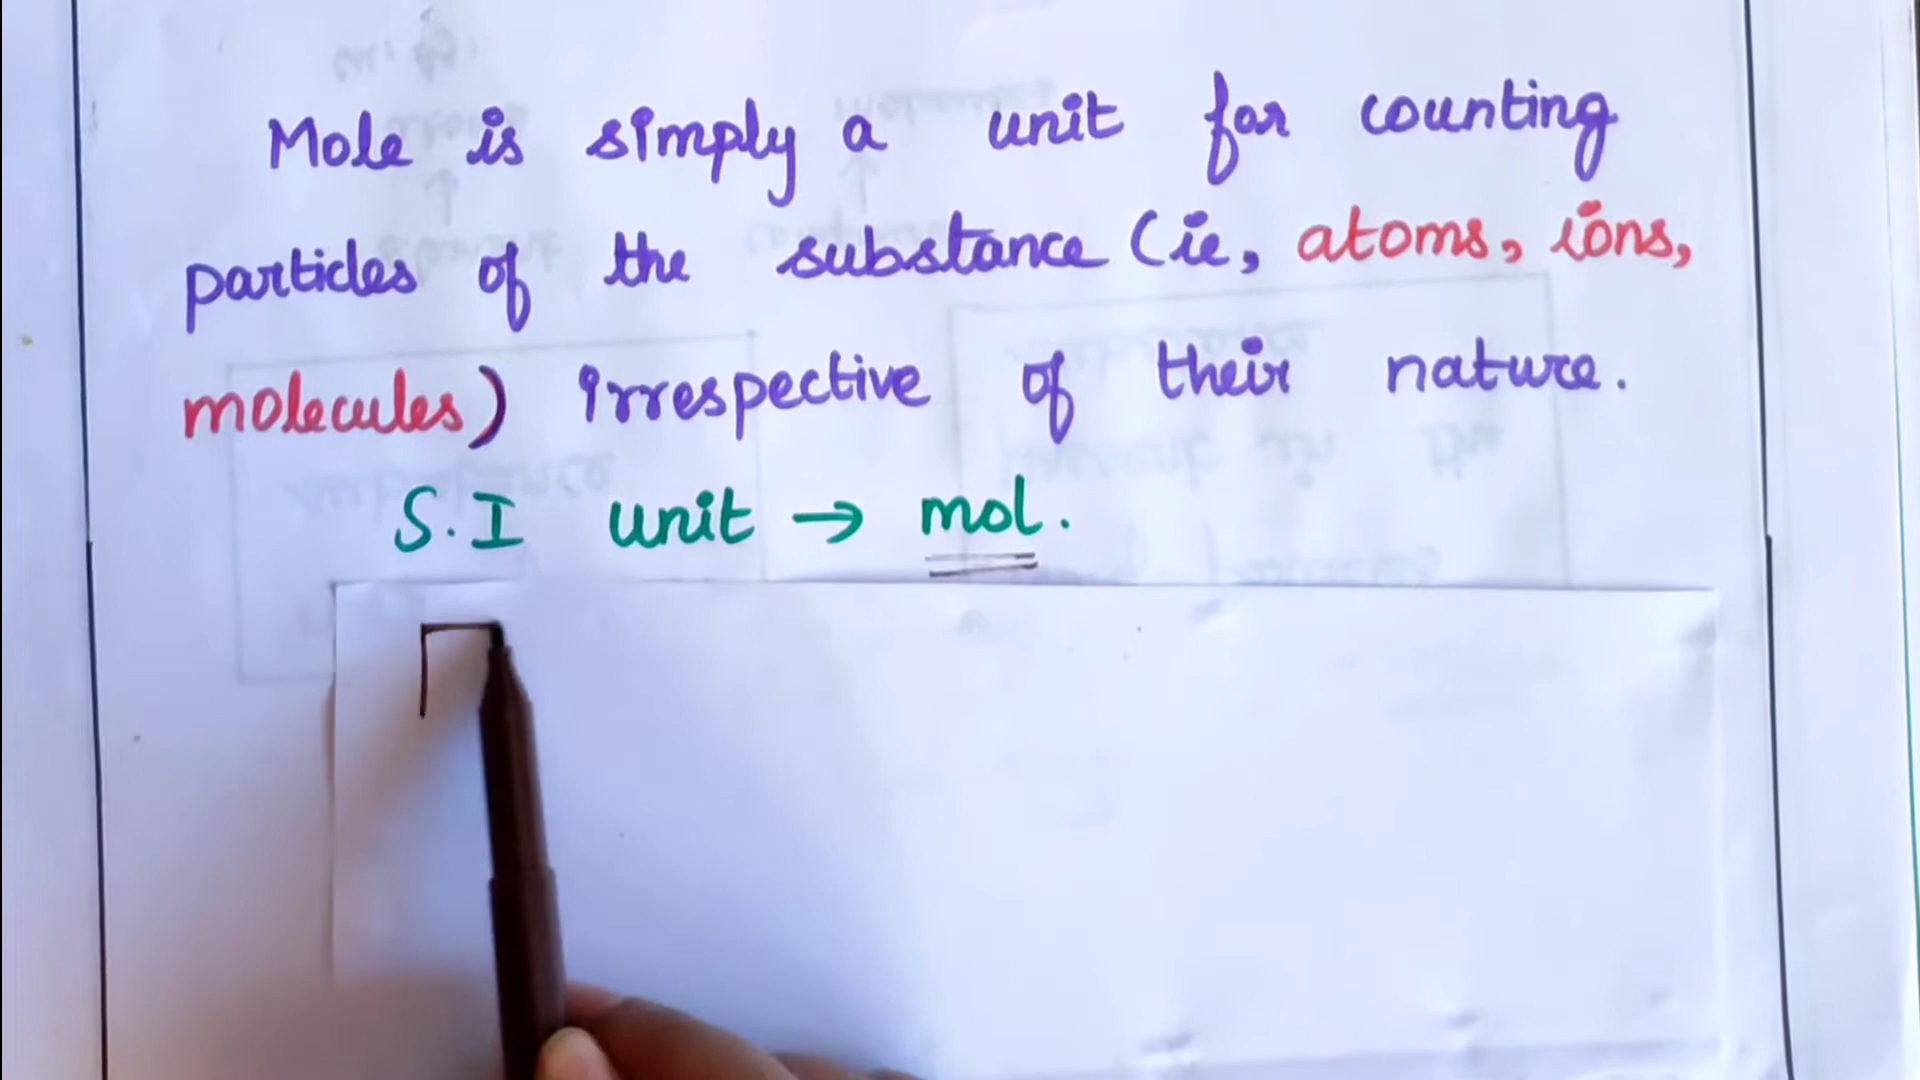 Mole is simply a unit for counting
particles of the substance (ie, atoms, ions,
molecules) irrespective of their nature.
S.I unit → mol.